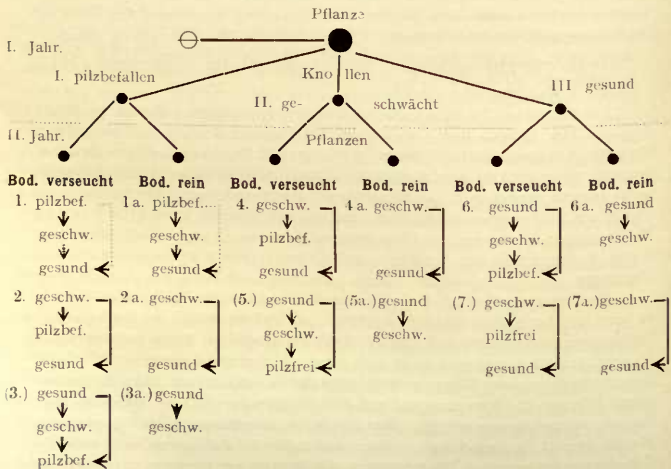 Pflanze
I. Jahr.
I. pilzbefallen
Knollen
III gesund
II. ge-schwächt
II. Jahr.
Pflanzen
Bod. verseucht Bod. rein Bod. verseucht Bod. rein Bod. verseucht Bod. rein
1. pilzbef. 1a. pilzbef. 4. geschw. 4a. geschw. 6. gesund 6a. gesund
geschw. geschw. pilzbef. geschw. geschw.
gesund gesund gesund gesund pilzbef.
2. geschw. 2a. geschw. (5.) gesund (5a.) gesund (7.) geschw. (7a.) geschw.
pilzbef. geschw. geschw. pilzfrei
gesund gesund pilzfrei gesund gesund
(3.) gesund (3a.) gesund
geschw. geschw.
pilzbef.